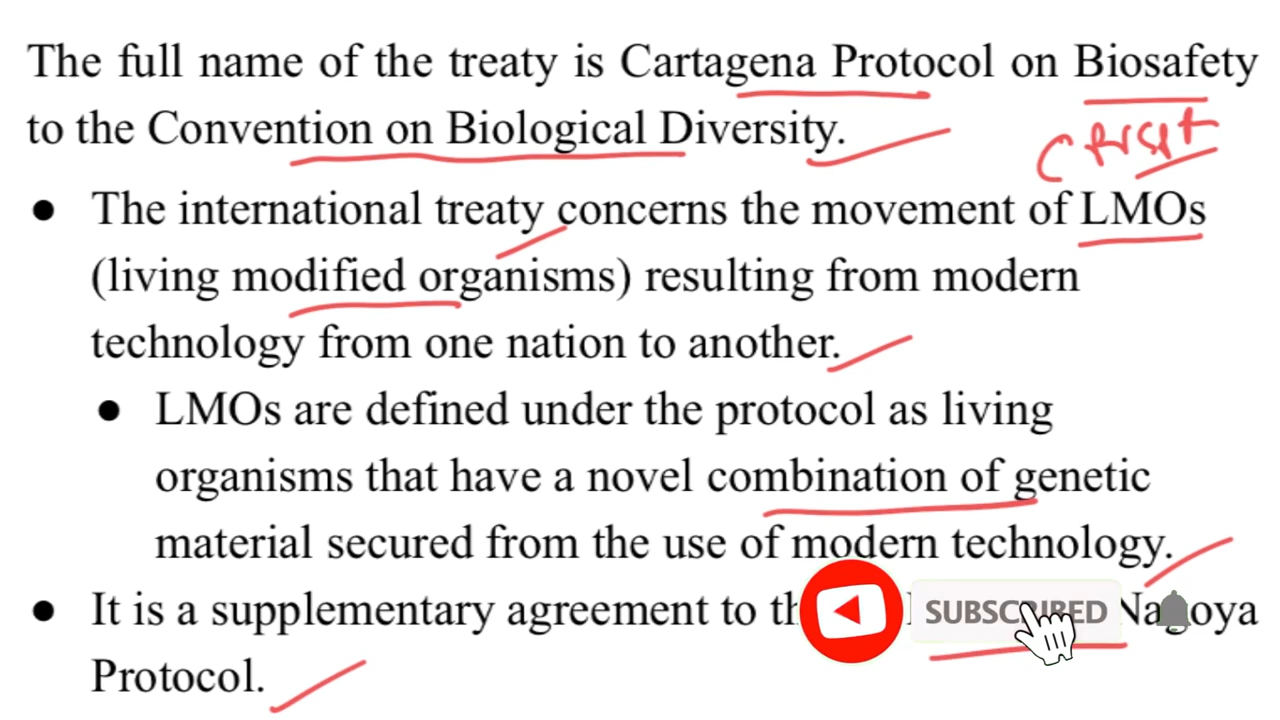 The full name of the treaty is Cartagena Protocol on Biosafety
to the Convention on Biological Diversity.
● The international treaty concerns the movement of LMOs
(living modified organisms) resulting from modern
technology from one nation to another.
● LMOs are defined under the protocol as living
organisms that have a novel combination of genetic
material secured from the use of modern technology.
● It is a supplementary agreement to SUBSCRIBED Nagoya
Protocol.